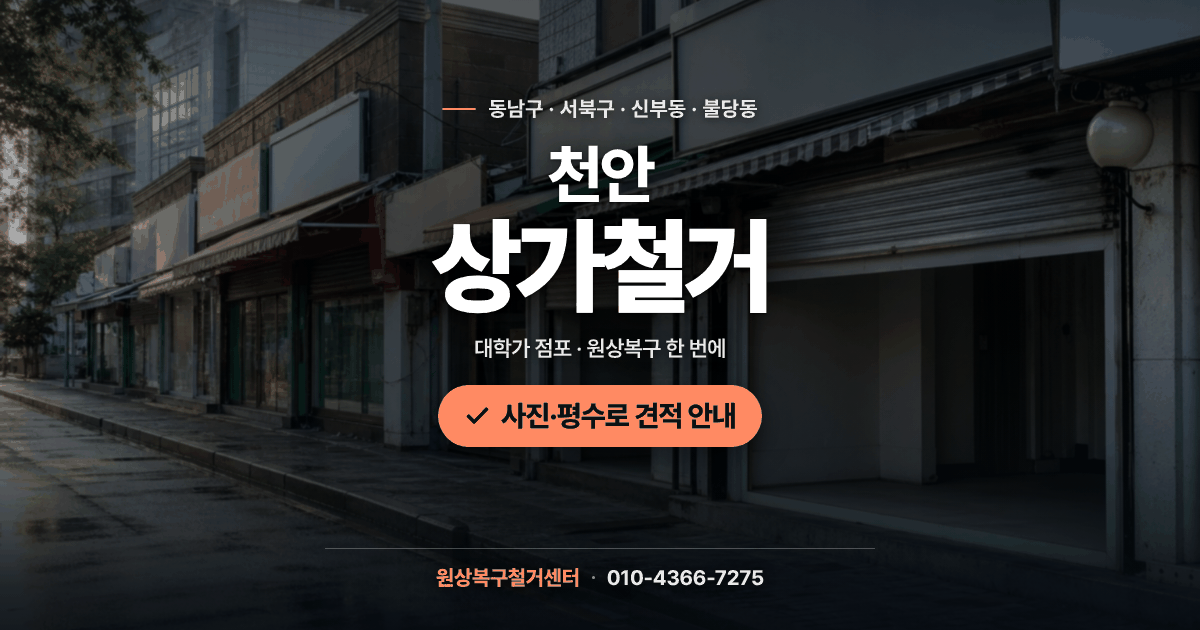 동남구 · 서북구 · 신부동 · 불당동
천안
상가철거
대학가 점포 · 원상복구 한 번에
✓ 사진·평수로 견적 안내
원상복구철거센터 · 010-4366-7275